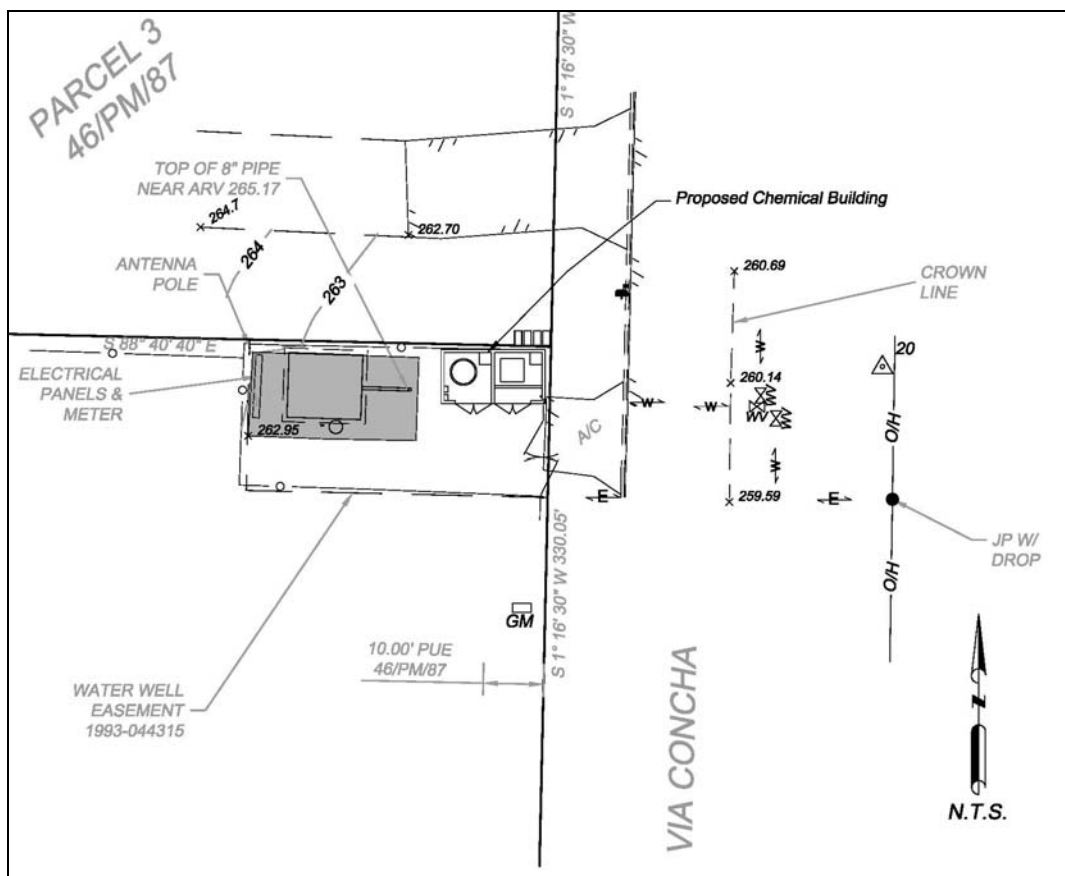 PARCEL 3
46/PM/87
S 1° 16' 30" W
TOP OF 8" PIPE
NEAR ARV 265.17
Proposed Chemical Building
264.7
262.70
264
263
ANTENNA
POLE
260.69
CROWN
LINE
S 88° 40' 40" E
W
20
ELECTRICAL
PANELS &
METER
260.14
W
W
W
W
W
A/C
O/H
262.95
W
E
259.59
E
JP W/
DROP
O/H
S 1° 16' 30" W 330.05'
GM
10.00' PUE
46/PM/87
WATER WELL
EASEMENT
1993-044315
VIA CONCHA
N
N.T.S.